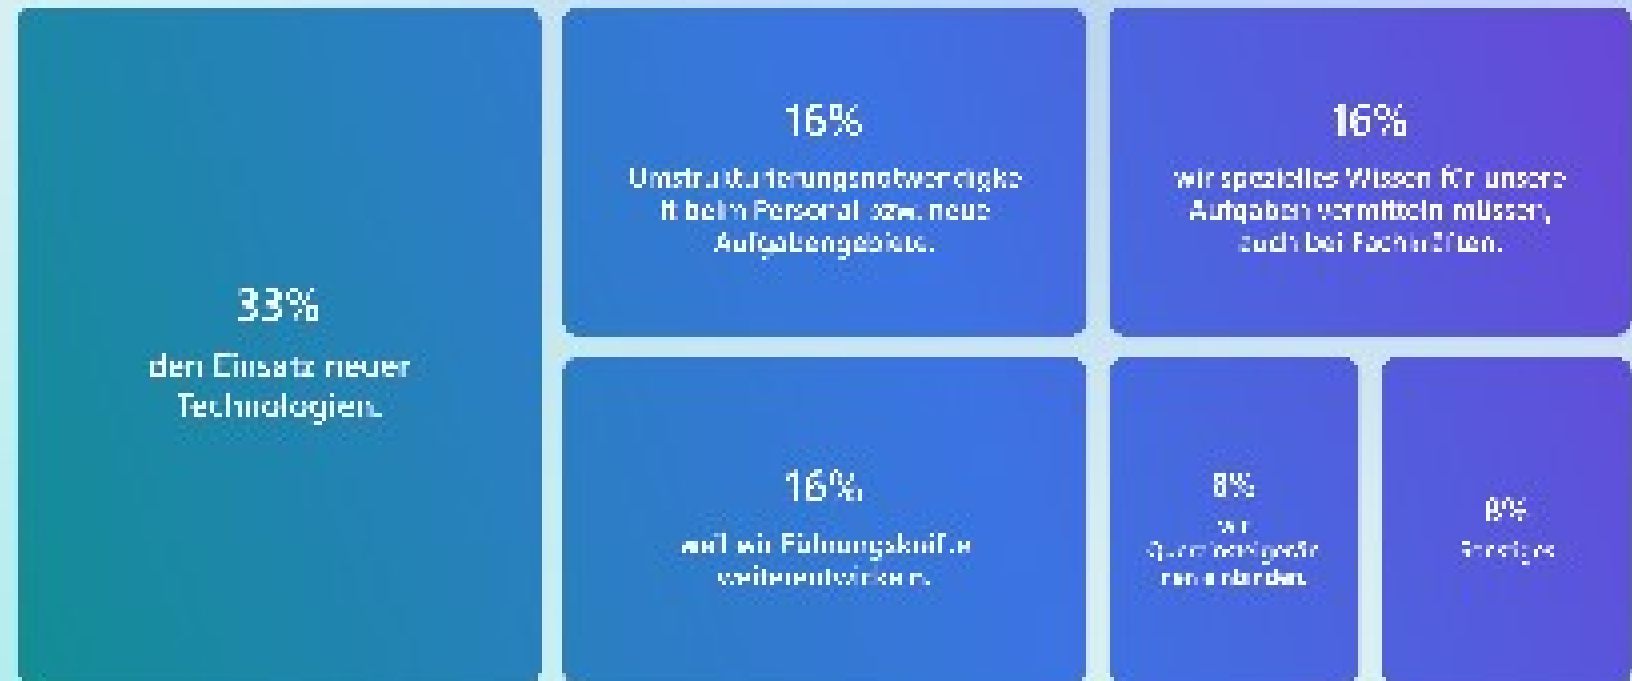 33%
den Einsatz neuer
Technologien.
16%
Umstrukturierungsnotwendigke
it beim Personal bzw. neue
Aufgabengebiete.
16%
wir spezielles Wissen für unsere
Aufgaben vermitteln müssen,
auch bei Fachkräften.
16%
weil wir Führungskräfte
weiterentwickeln.
8%
wir
8%
Sonstiges